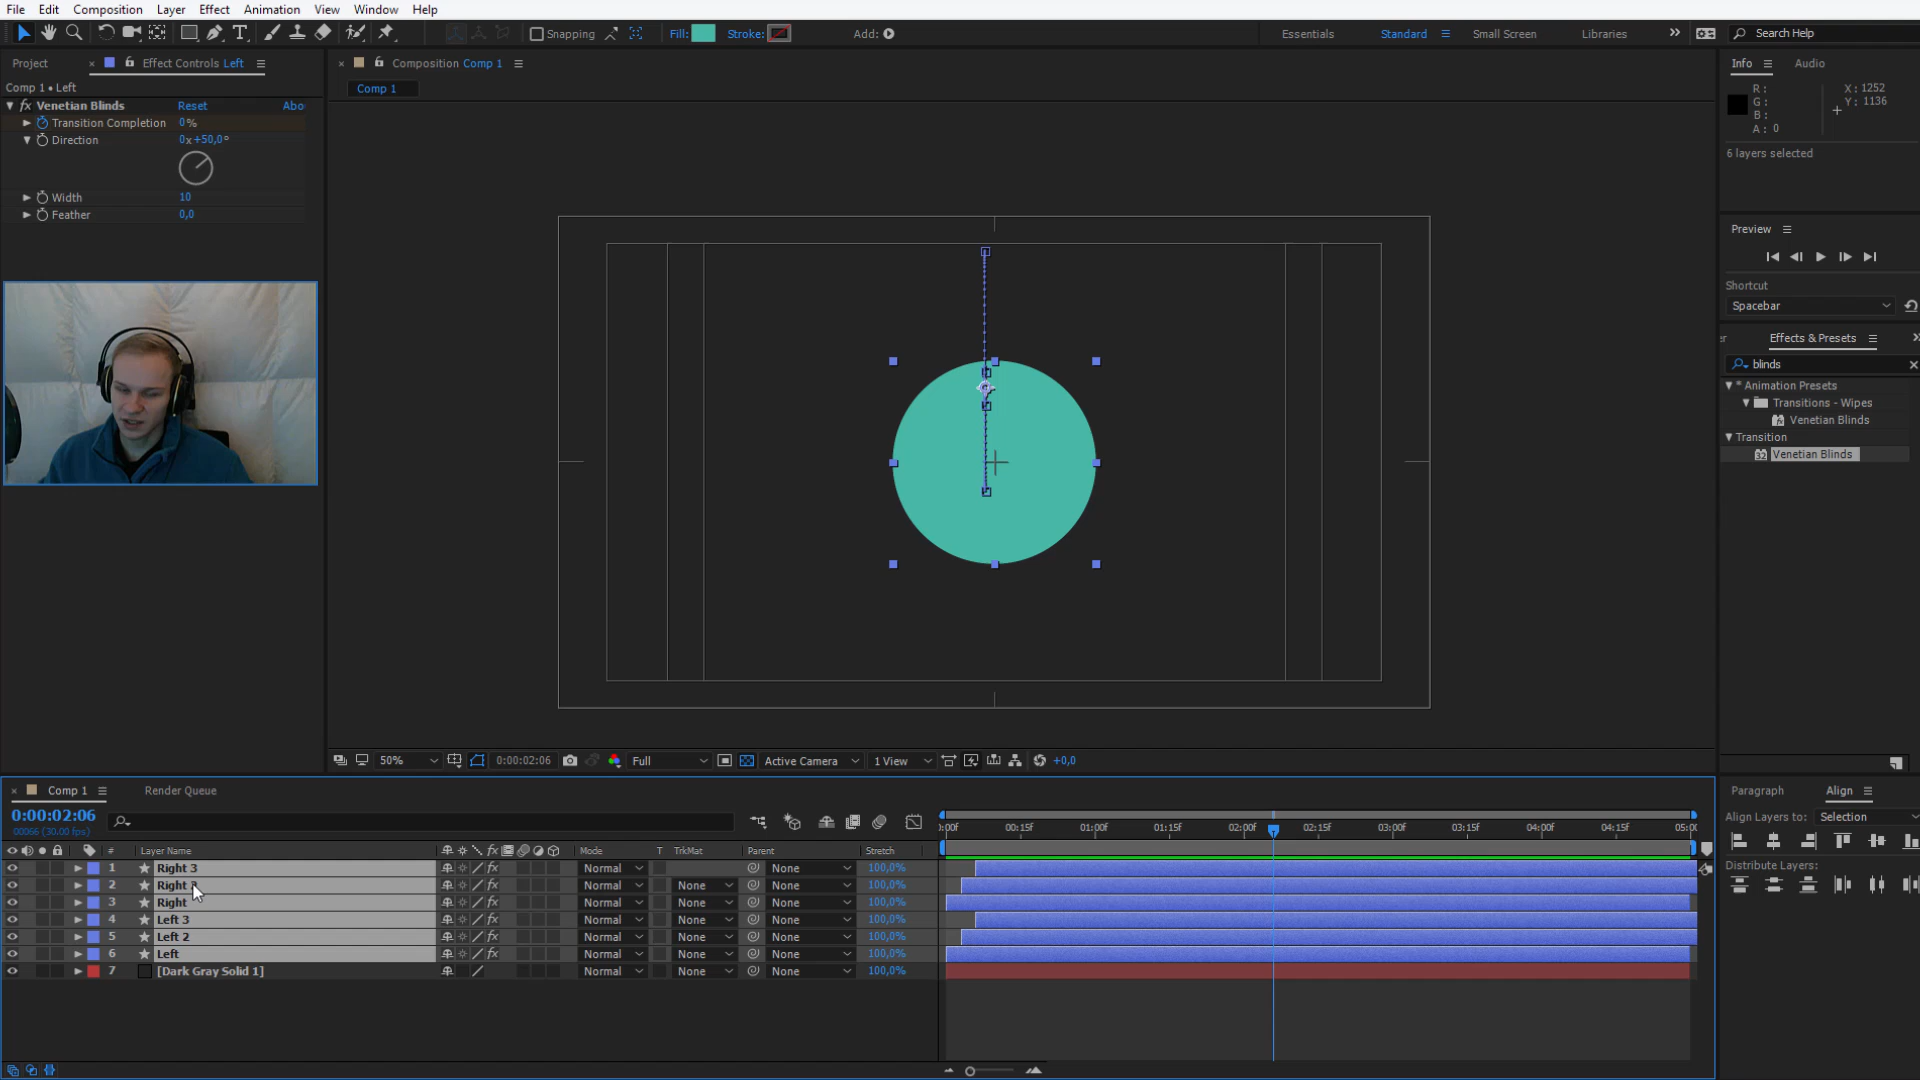 File Edit Composition Layer Effect Animation View Window Help
Snapping Fill: Stroke: Add: Essentials Standard Small Screen Libraries Search Help
Project Effect Controls Left Composition Comp 1 Info Audio
Comp 1 • Left Comp 1
R: X: 1252
G: Y: 1136
B:
A: 0
fx Venetian Blinds Reset Abo
Transition Completion 0%
Direction 0x+50,0°
6 layers selected
Width 10
Feather 0,0
Preview
Shortcut
Spacebar
Effects & Presets
blinds
* Animation Presets
Transitions - Wipes
Venetian Blinds
Transition
32 Venetian Blinds
50% 0:00:02:06 Full Active Camera 1 View +0,0
Comp 1 Render Queue Paragraph Align
0:00:02:06
00066 (30.00 fps)
Align Layers to: Selection
:00f 00:15f 01:00f 01:15f 02:00f 02:15f 03:00f 03:15f 04:00f 04:15f 05:0
# Layer Name fx Mode T TrkMat Parent Stretch
Distribute Layers:
1 Right 3 fx Normal None 100,0%
2 Right fx Normal None None 100,0%
3 Right fx Normal None None 100,0%
4 Left 3 fx Normal None None 100,0%
5 Left 2 fx Normal None None 100,0%
6 Left fx Normal None None 100,0%
7 [Dark Gray Solid 1] Normal None None 100,0%